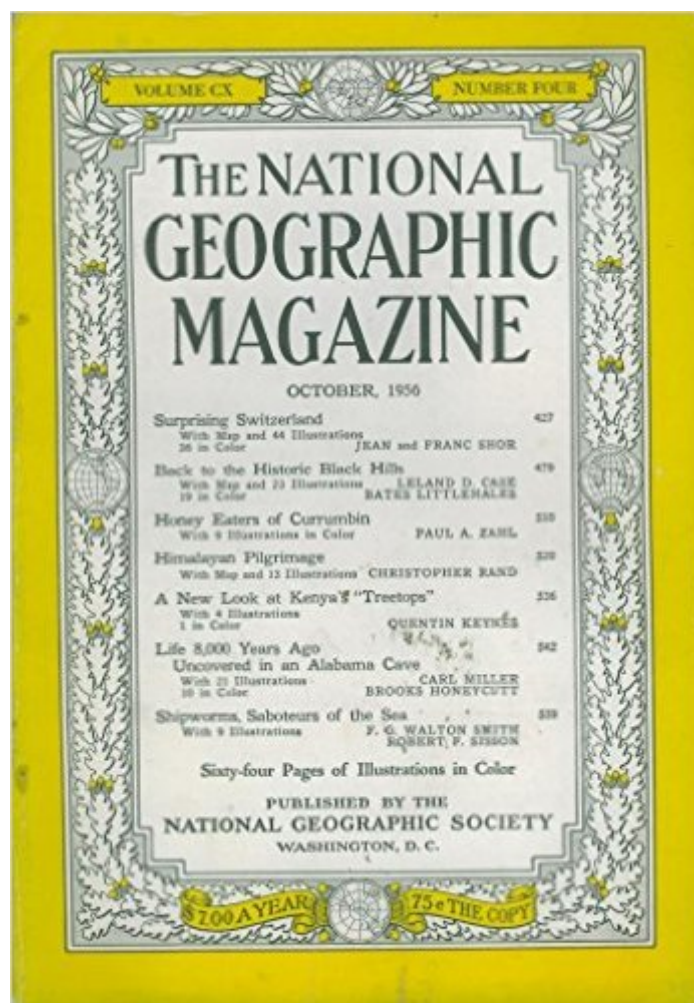 VOLUME CX NUMBER FOUR
THE NATIONAL
GEOGRAPHIC
MAGAZINE
OCTOBER, 1956
Surprising Switzerland 427
With Map and 44 Illustrations
36 in Color JEAN and FRANC SHOR
Back to the Historic Black Hills 479
With Map and 23 Illustrations LELAND D. CASE
19 in Color BATES LITTLEHALES
Honey Eaters of Currumbin 510
With 9 Illustrations in Color PAUL A. ZAHL
Himalayan Pilgrimage 520
With Map and 13 Illustrations CHRISTOPHER RAND
A New Look at Kenya's "Treetops" 536
With 4 Illustrations
1 in Color QUENTIN KEYNES
Life 8,000 Years Ago 542
Uncovered in an Alabama Cave
With 21 Illustrations CARL MILLER
10 in Color BROOKS HONEYCUTT
Shipworms, Saboteurs of the Sea 559
With 9 Illustrations F. G. WALTON SMITH
ROBERT F. SISSON
Sixty-four Pages of Illustrations in Color
PUBLISHED BY THE
NATIONAL GEOGRAPHIC SOCIETY
WASHINGTON, D. C.
$7.00 A YEAR 75¢ THE COPY